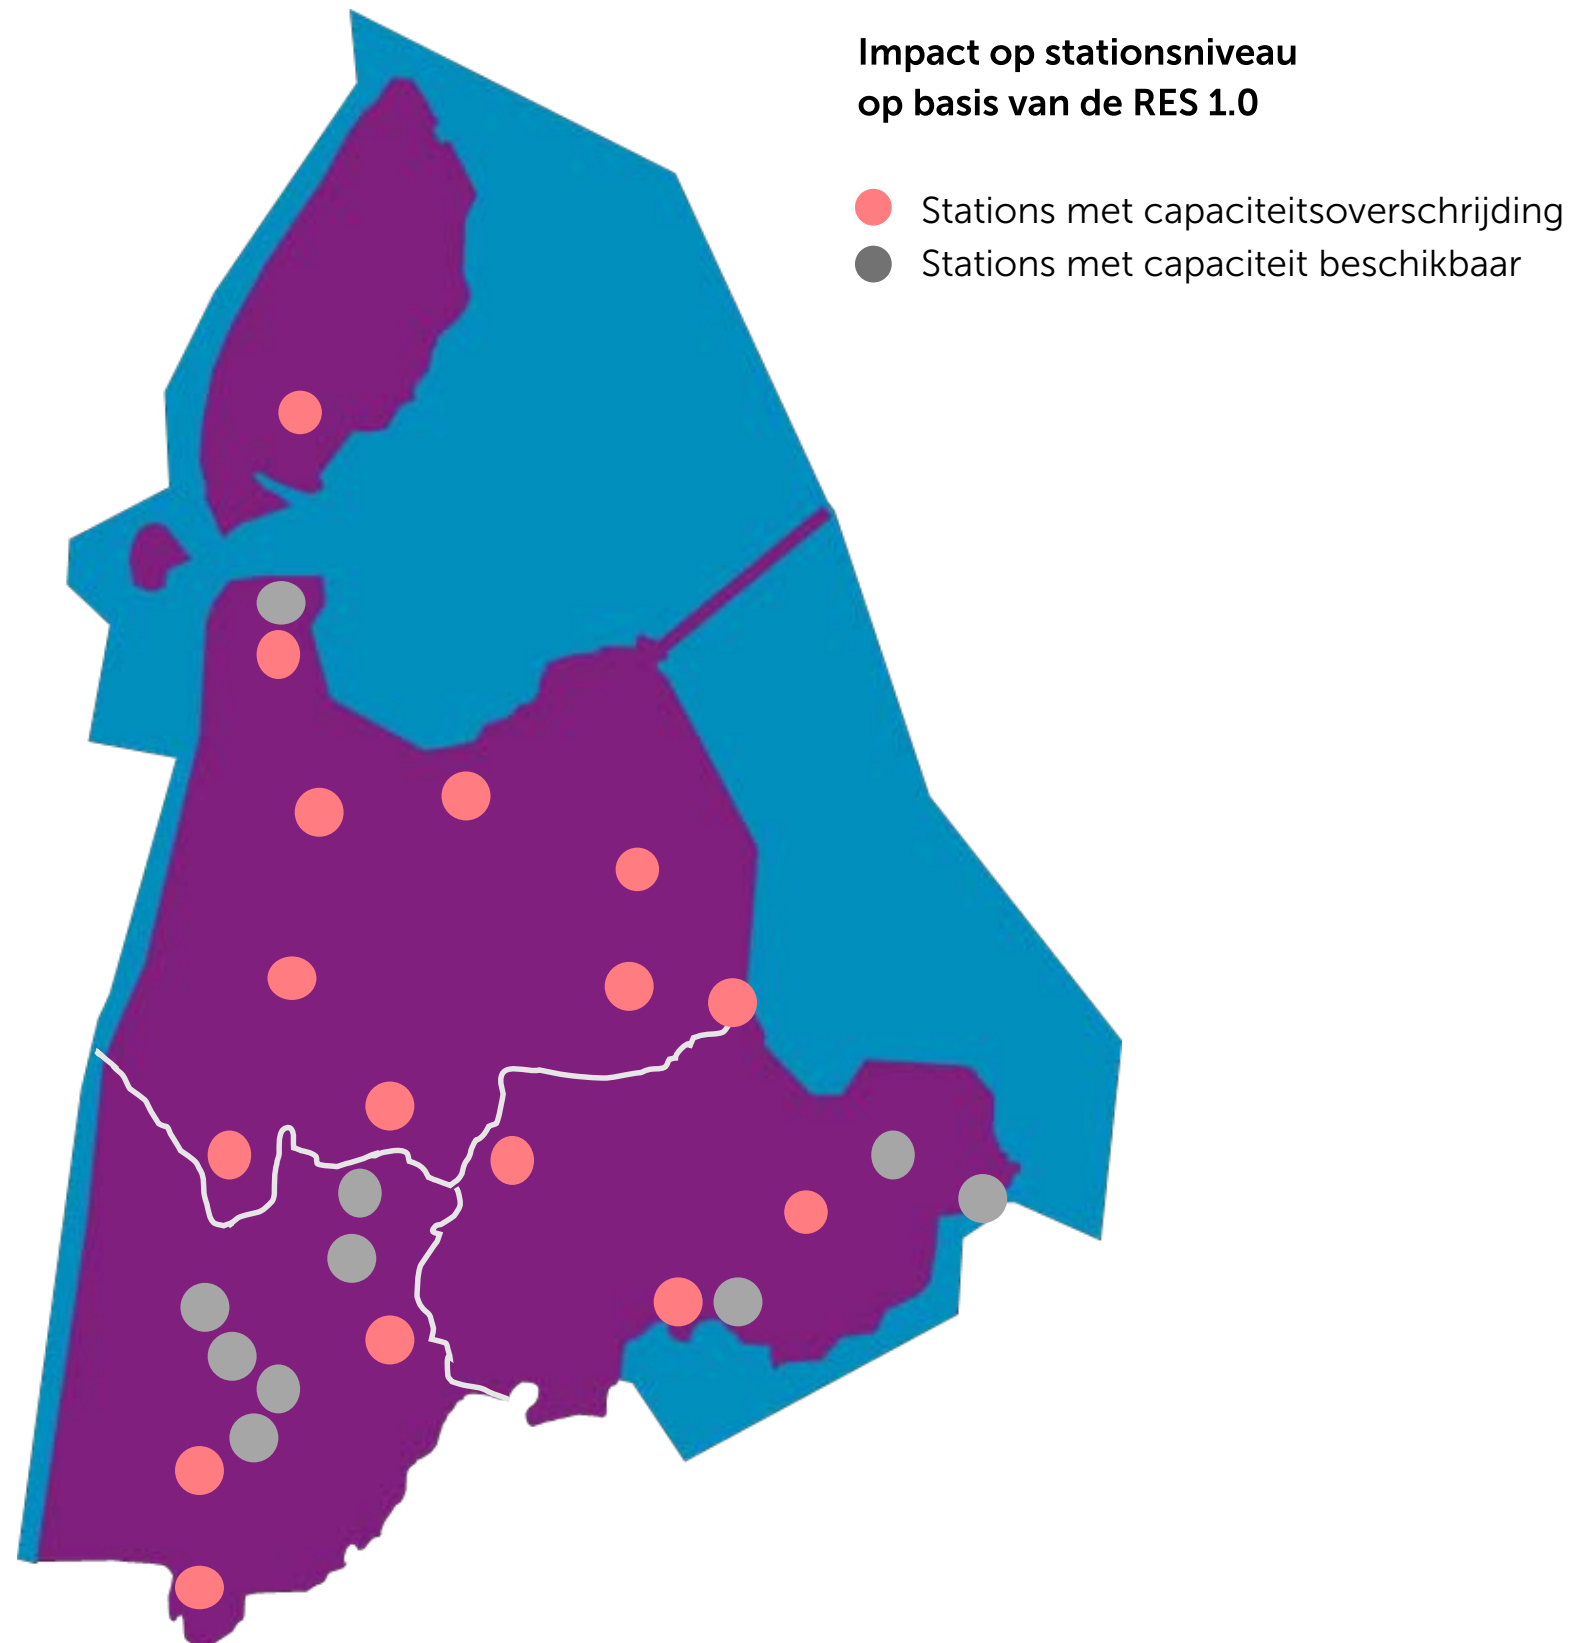 Impact op stationsniveau
op basis van de RES 1.0
Stations met capaciteitsoverschrijding
Stations met capaciteit beschikbaar